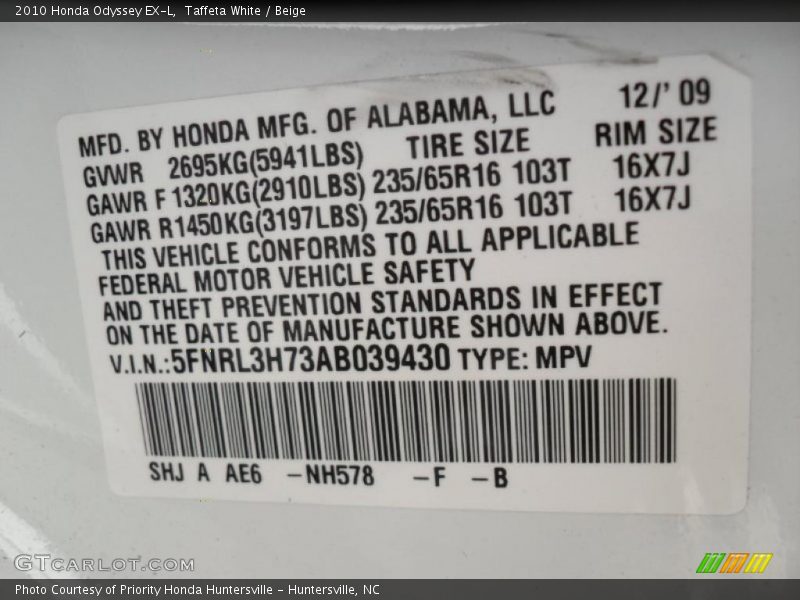 2010 Honda Odyssey EX-L,  Taffeta White / Beige
MFD. BY HONDA MFG. OF ALABAMA, LLC 12/' 09
GVWR 2695KG(5941LBS) TIRE SIZE RIM SIZE
GAWR F 1320KG(2910LBS) 235/65R16 103T 16X7J
GAWR R1450KG(3197LBS) 235/65R16 103T 16X7J
THIS VEHICLE CONFORMS TO ALL APPLICABLE
FEDERAL MOTOR VEHICLE SAFETY
AND THEFT PREVENTION STANDARDS IN EFFECT
ON THE DATE OF MANUFACTURE SHOWN ABOVE.
V.I.N.:5FNRL3H73AB039430 TYPE: MPV
SHJ A AE6 -NH578 -F -B
GTCARLOT.COM
Photo Courtesy of Priority Honda Huntersville - Huntersville, NC